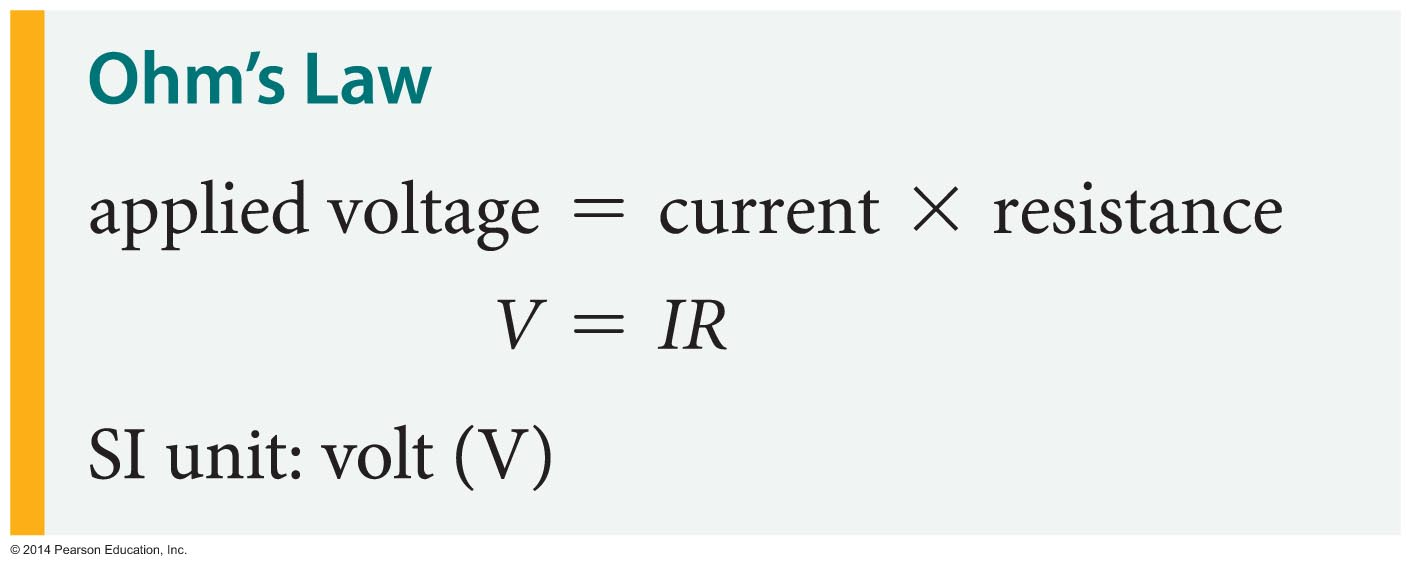 Ohm’s Law
applied voltage = current × resistance
V = IR
SI unit: volt (V)
© 2014 Pearson Education, Inc.